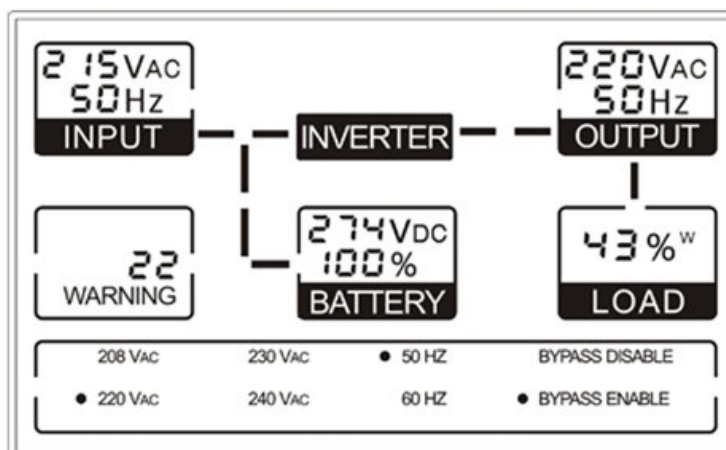 215VAC
50Hz
INPUT
INVERTER
220VAC
50Hz
OUTPUT
22
WARNING
274VDC
100%
BATTERY
43%W
LOAD
208 VAC 230 VAC • 50 HZ BYPASS DISABLE
• 220 VAC 240 VAC 60 HZ • BYPASS ENABLE